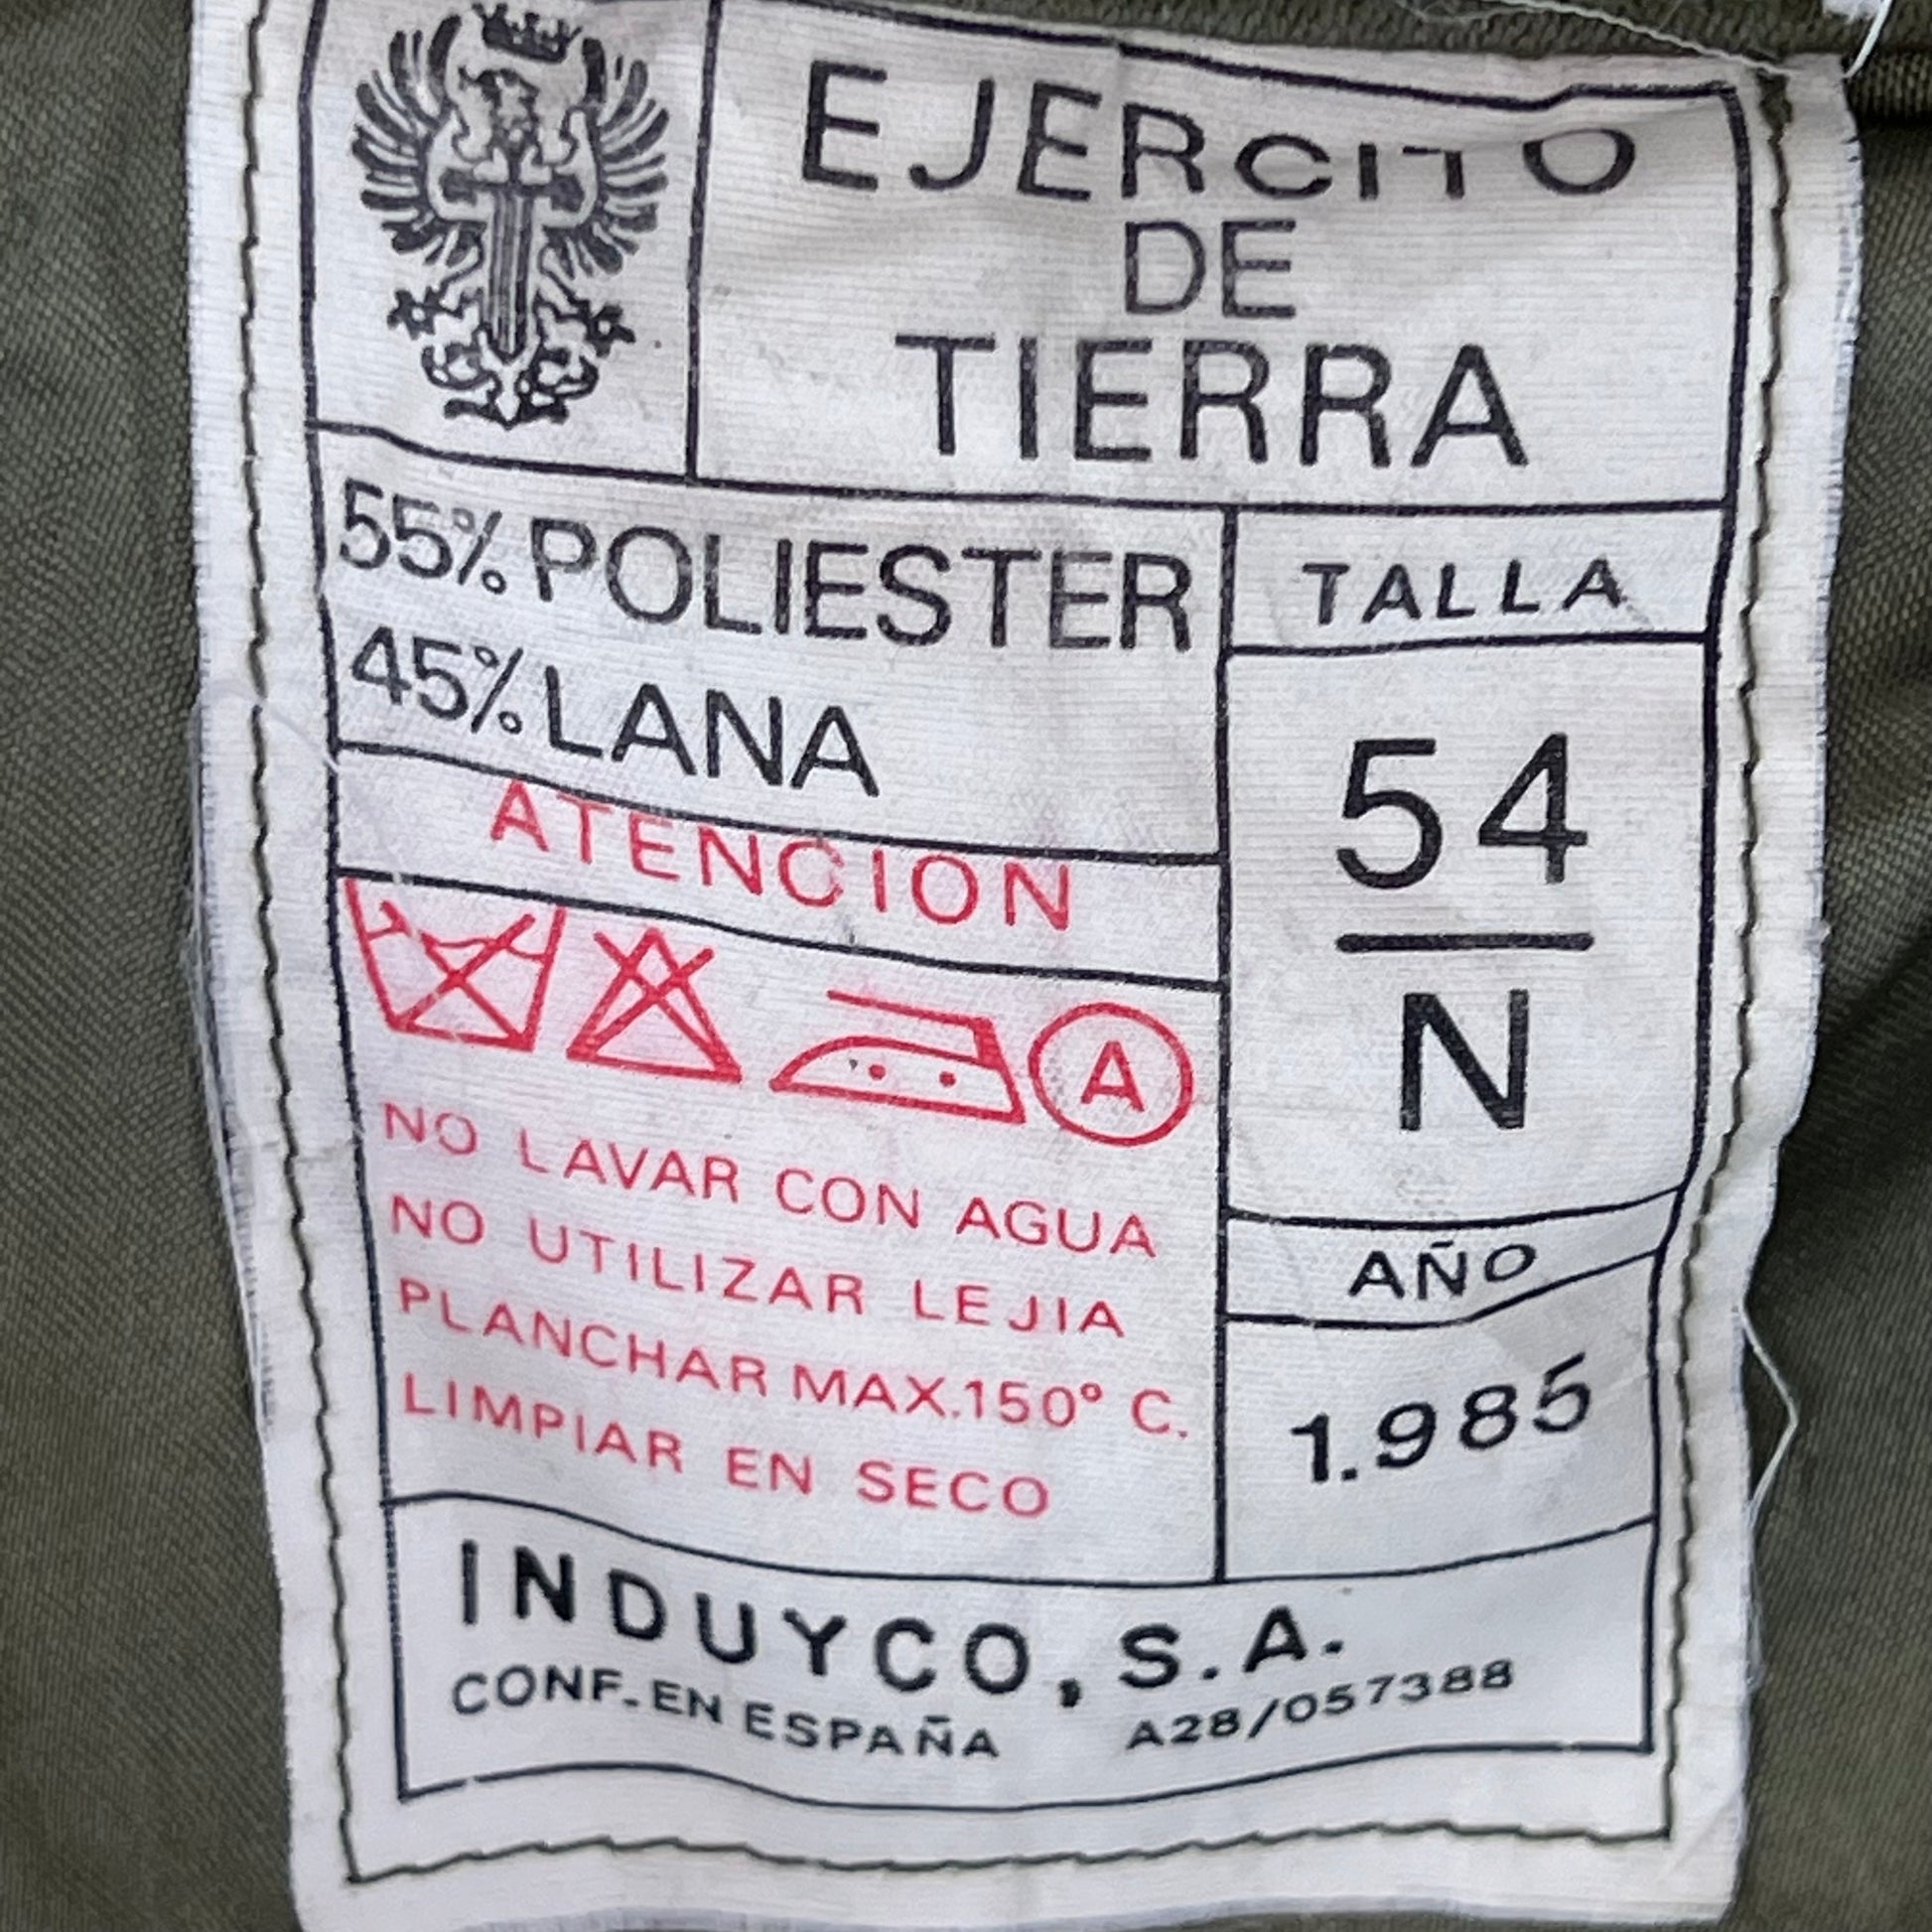 EJERCITO
DE
TIERRA
55% POLIESTER
45% LANA
TALLA
54
N
ATENCION
A
NO LAVAR CON AGUA
NO UTILIZAR LEJIA
PLANCHAR MAX.150º C.
LIMPIAR EN SECO
AÑO
1.985
INDUYCO, S.A.
CONF. EN ESPAÑA A28/057388